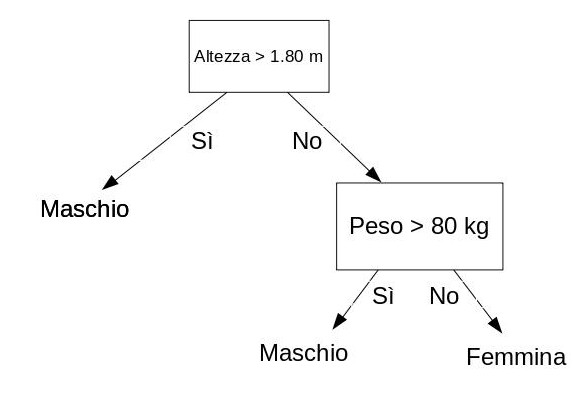 Altezza > 1.80 m
Sì
No
Maschio
Peso > 80 kg
Sì
No
Maschio
Femmina